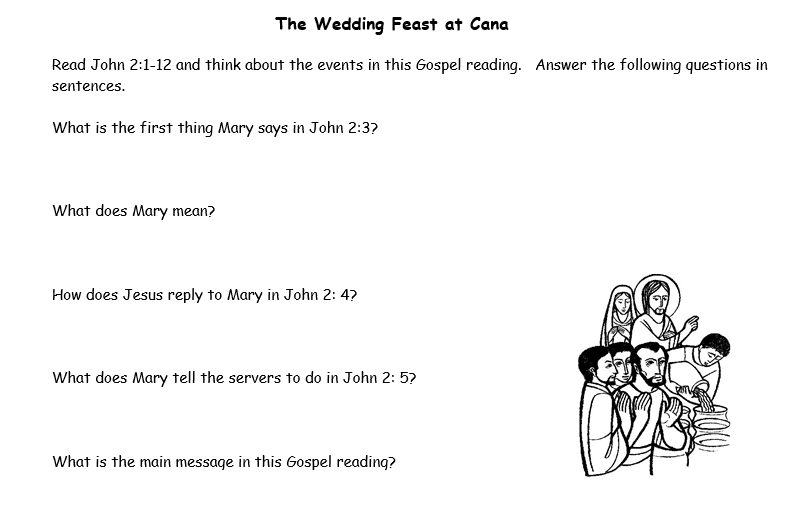 The Wedding Feast at Cana
Read John 2:1-12 and think about the events in this Gospel reading.   Answer the following questions in
sentences.
What is the first thing Mary says in John 2:3?
What does Mary mean?
How does Jesus reply to Mary in John 2: 4?
What does Mary tell the servers to do in John 2: 5?
What is the main message in this Gospel reading?